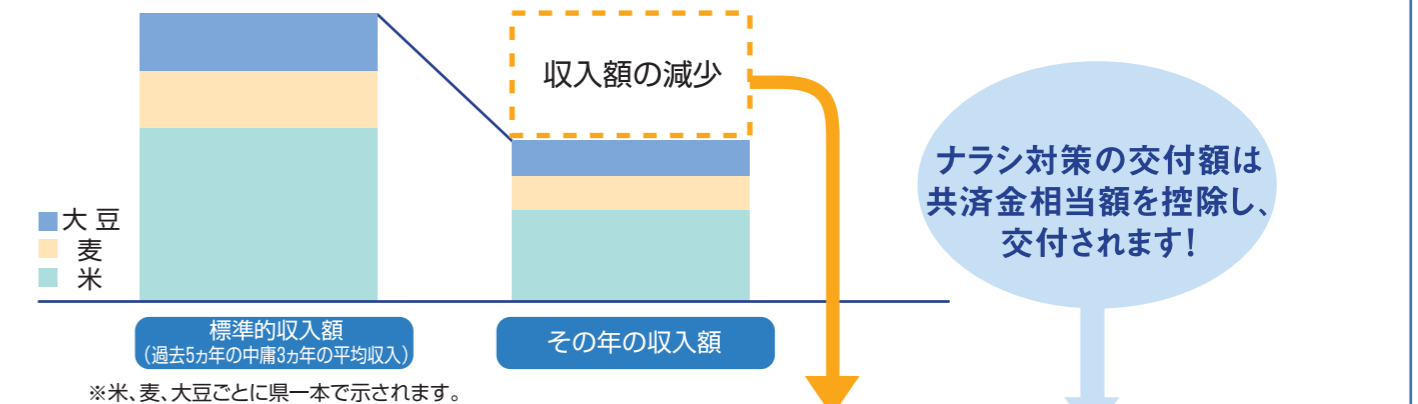 収入額の減少
ナラシ対策の交付額は
共済金相当額を控除し、
交付されます!
大豆
麦
米
標準的収入額
（過去5ヵ年の中庸3ヵ年の平均収入）
その年の収入額
※米、麦、大豆ごとに県一本で示されます。